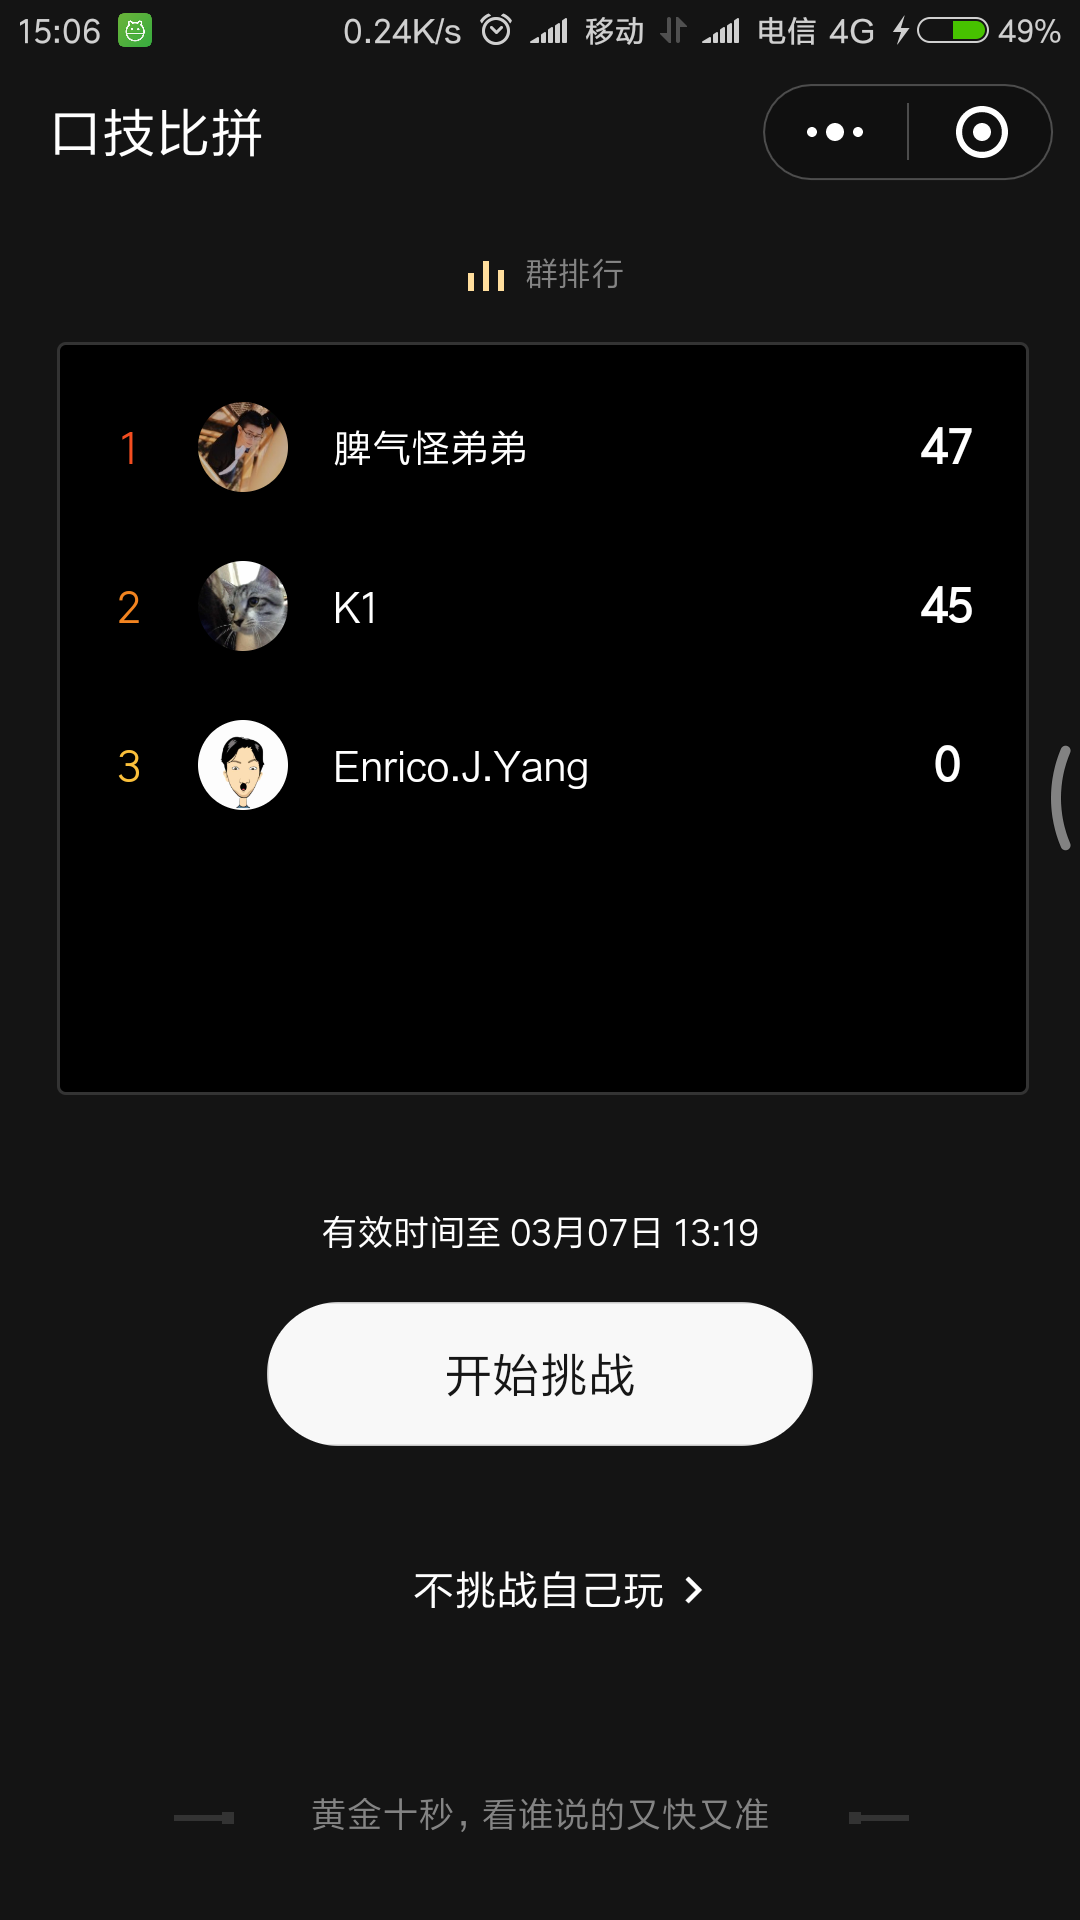 15:06 0.24K/s 移动 电信 4G 49%
口技比拼
群排行
1 脾气怪弟弟 47
2 K1 45
3 Enrico.J.Yang 0
有效时间至 03月07日 13:19
开始挑战
不挑战自己玩
黄金十秒，看谁说的又快又准